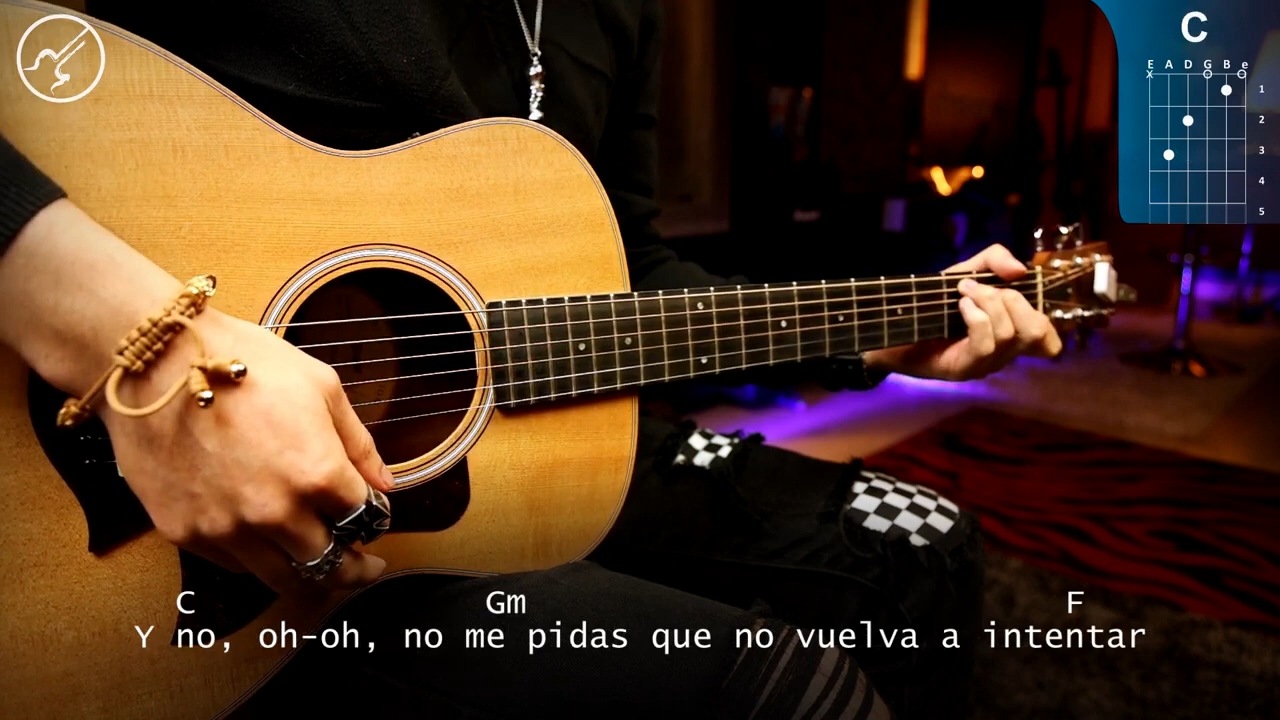 C
E A D G B e
x
1
2
3
4
5
C Gm F
Y no, oh-oh, no me pidas que no vuelva a intentar